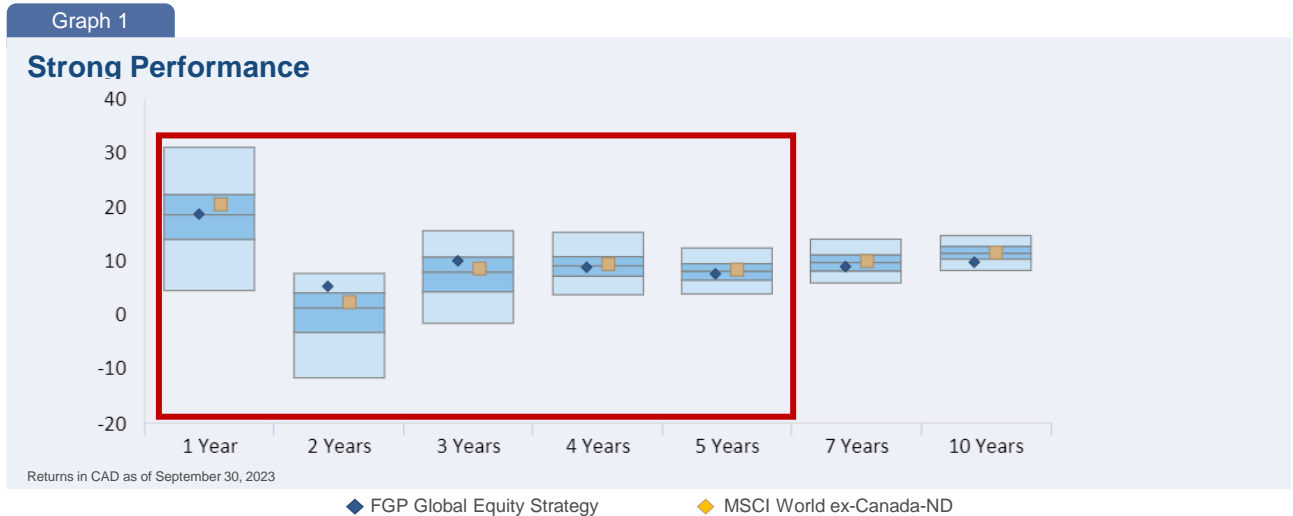 Graph 1
Strong Performance
40
30
20
10
0
-10
-20
1 Year 2 Years 3 Years 4 Years 5 Years 7 Years 10 Years
Returns in CAD as of September 30, 2023
FGP Global Equity Strategy MSCI World ex-Canada-ND